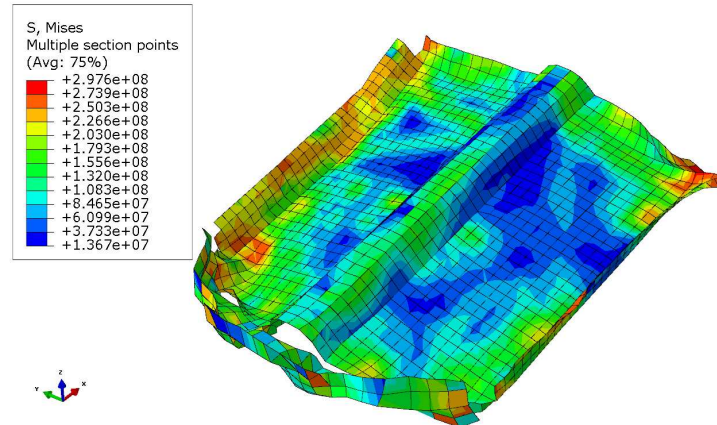 S, Mises
Multiple section points
(Avg: 75%)
+2.976e+08
+2.739e+08
+2.503e+08
+2.266e+08
+2.030e+08
+1.793e+08
+1.556e+08
+1.320e+08
+1.083e+08
+8.465e+07
+6.099e+07
+3.733e+07
+1.367e+07
Z
Y
X